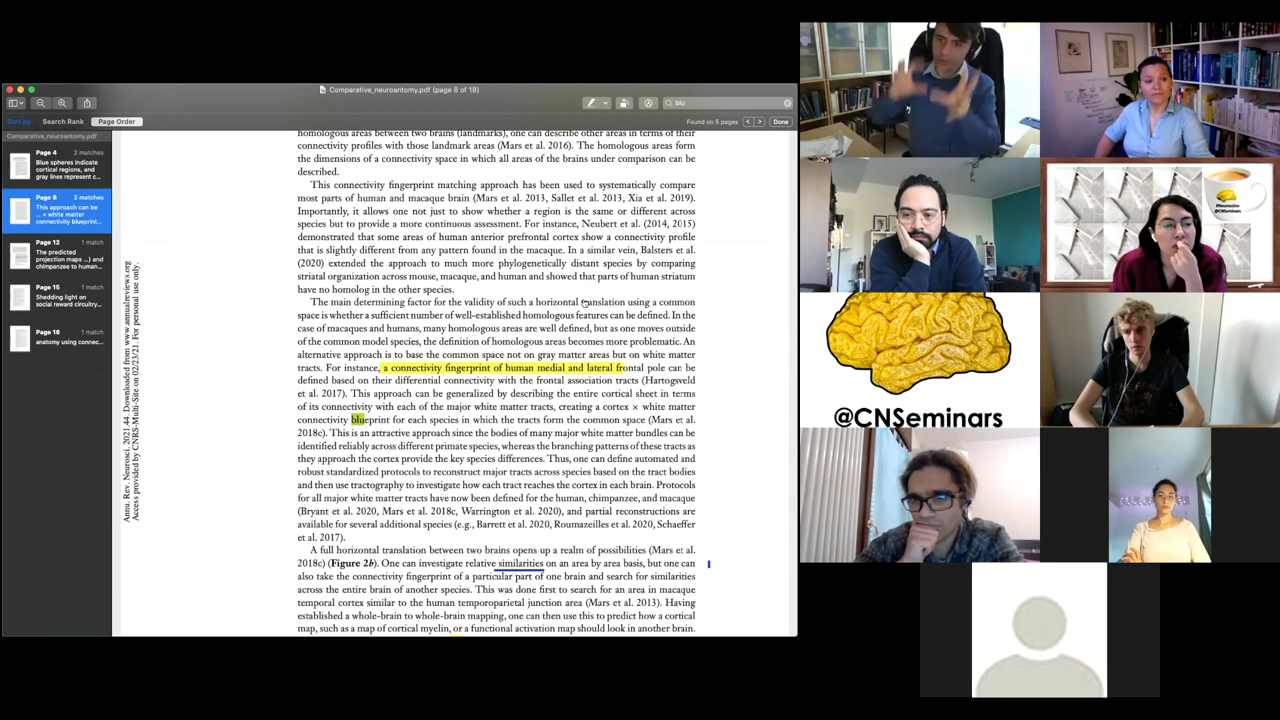 Comparative_neuroantomy.pdf (page 8 of 18)
blu
Sort by: Search Rank Page Order
Found on 5 pages
Done
Comparative_neuroantomy.pdf
Page 4 2 matches
Blue spheres indicate
cortical regions, and
gray lines represent c...
Page 8 2 matches
This approach can be
... × white matter
connectivity blueprint...
Page 12 1 match
The predicted
projection maps ...) and
chimpanzee to human...
Page 15 1 match
Shedding light on
social reward circuitry...
Page 16 1 match
anatomy using connec...
Annu. Rev. Neurosci. 2021.44. Downloaded from www.annualreviews.org
Access provided by CNRS-Multi-Site on 02/23/21. For personal use only.
homologous areas between two brains (landmarks), one can describe other areas in terms of their
connectivity profiles with those landmark areas (Mars et al. 2016). The homologous areas form
the dimensions of a connectivity space in which all areas of the brains under comparison can be
described.
This connectivity fingerprint matching approach has been used to systematically compare
most parts of human and macaque brain (Mars et al. 2013, Sallet et al. 2013, Xia et al. 2019).
Importantly, it allows one not just to show whether a region is the same or different across
species but to provide a more continuous assessment. For instance, Neubert et al. (2014, 2015)
demonstrated that some areas of human anterior prefrontal cortex show a connectivity profile
that is slightly different from any pattern found in the macaque. In a similar vein, Balsters et al.
(2020) extended the approach to much more phylogenetically distant species by comparing
striatal organization across mouse, macaque, and human and showed that parts of human striatum
have no homolog in the other species.
The main determining factor for the validity of such a horizontal translation using a common
space is whether a sufficient number of well-established homologous features can be defined. In the
case of macaques and humans, many homologous areas are well defined, but as one moves outside
of the common model species, the definition of homologous areas becomes more problematic. An
alternative approach is to base the common space not on gray matter areas but on white matter
tracts. For instance, a connectivity fingerprint of human medial and lateral frontal pole can be
defined based on their differential connectivity with the frontal association tracts (Hartogsveld
et al. 2017). This approach can be generalized by describing the entire cortical sheet in terms
of its connectivity with each of the major white matter tracts, creating a cortex × white matter
connectivity blueprint for each species in which the tracts form the common space (Mars et al.
2018c). This is an attractive approach since the bodies of many major white matter bundles can be
identified reliably across different primate species, whereas the branching patterns of these tracts as
they approach the cortex provide the key species differences. Thus, one can define automated and
robust standardized protocols to reconstruct major tracts across species based on the tract bodies
and then use tractography to investigate how each tract reaches the cortex in each brain. Protocols
for all major white matter tracts have now been defined for the human, chimpanzee, and macaque
(Bryant et al. 2020, Mars et al. 2018c, Warrington et al. 2020), and partial reconstructions are
available for several additional species (e.g., Barrett et al. 2020, Roumazeilles et al. 2020, Schaeffer
et al. 2017).
A full horizontal translation between two brains opens up a realm of possibilities (Mars et al.
2018c) (Figure 2b). One can investigate relative similarities on an area by area basis, but one can
also take the connectivity fingerprint of a particular part of one brain and search for similarities
across the entire brain of another species. This was done first to search for an area in macaque
temporal cortex similar to the human temporoparietal junction area (Mars et al. 2013). Having
established a whole-brain to whole-brain mapping, one can then use this to predict how a cortical
map, such as a map of cortical myelin, or a functional activation map should look in another brain.
@CNSeminars
@CNSeminars